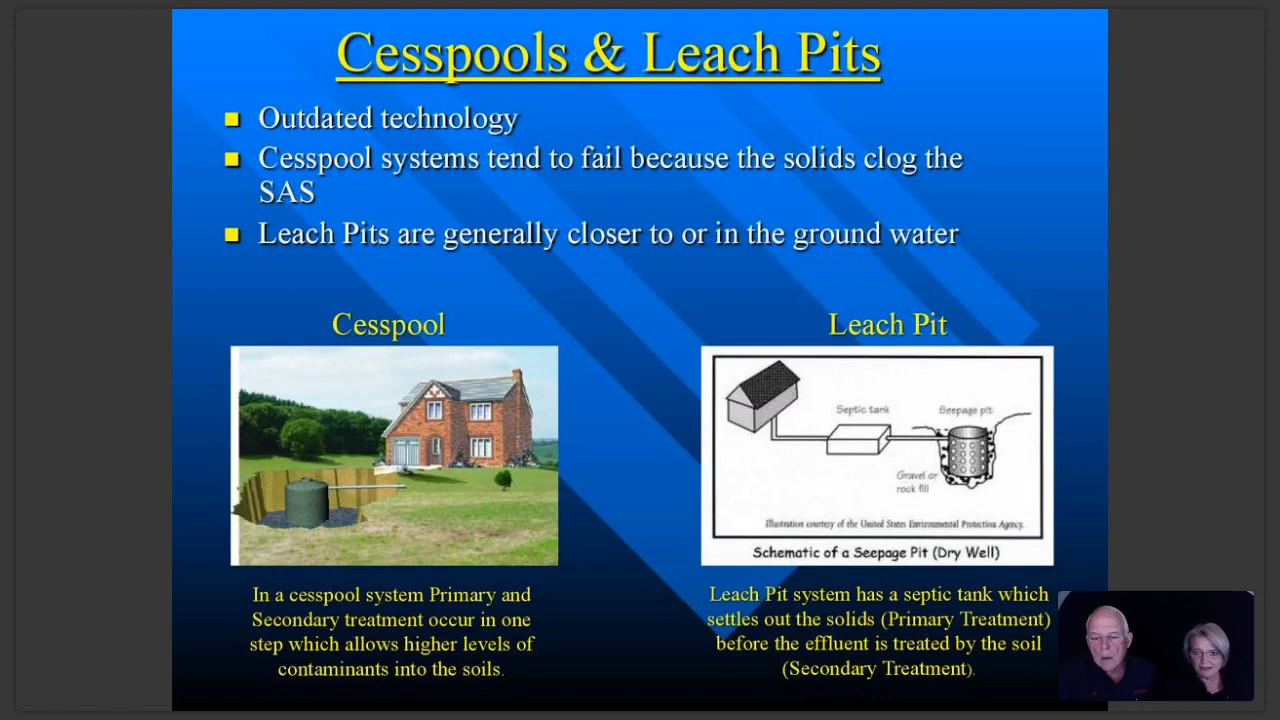 Cesspools & Leach Pits
Outdated technology
Cesspool systems tend to fail because the solids clog the
SAS
Leach Pits are generally closer to or in the ground water
Cesspool
Leach Pit
Septic tank
Seepage pit
Gravel or
rock fill
Illustration courtesy of the United States Environmental Protection Agency.
Schematic of a Seepage Pit (Dry Well)
In a cesspool system Primary and
Secondary treatment occur in one
step which allows higher levels of
contaminants into the soils.
Leach Pit system has a septic tank which
settles out the solids (Primary Treatment)
before the effluent is treated by the soil
(Secondary Treatment).